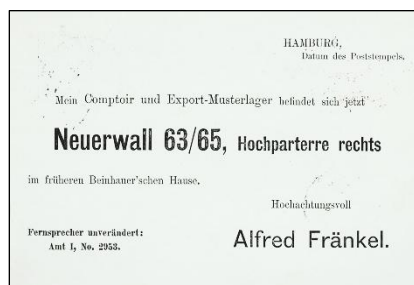 HAMBURG,
Datum des Poststempels.
Mein Comptoir und Export-Musterlager befindet sich jetzt
Neuerwall 63/65, Hochparterre rechts
im früheren Beinhauer'schen Hause.
Hochachtungsvoll
Fernsprecher unverändert:
Amt I, No. 2953.
Alfred Fränkel.